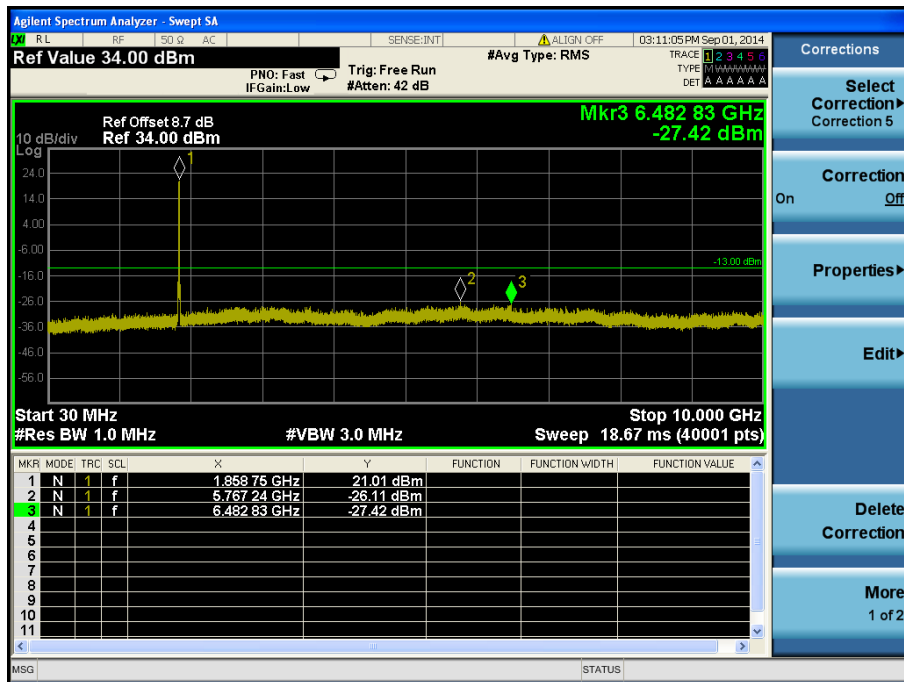 Agilent Spectrum Analyzer - Swept SA
LXI RL RF 50 Ω AC SENSE:INT ALIGN OFF 03:11:05 PM Sep 01, 2014
Ref Value 34.00 dBm
PNO: Fast
IFGain:Low
Trig: Free Run
#Atten: 42 dB
#Avg Type: RMS
TRACE 1 2 3 4 5 6
TYPE M WWWWW
DET A A A A A A
Mkr3 6.482 83 GHz
-27.42 dBm
Ref Offset 8.7 dB
10 dB/div Ref 34.00 dBm
Log
24.0
14.0
4.00
-6.00
-16.0
-26.0
-36.0
-46.0
-56.0
1
2
3
-13.00 dBm
Start 30 MHz Stop 10.000 GHz
#Res BW 1.0 MHz #VBW 3.0 MHz Sweep 18.67 ms (40001 pts)
MKR MODE TRC SCL X Y FUNCTION FUNCTION WIDTH FUNCTION VALUE
1 N 1 f 1.858 75 GHz 21.01 dBm
2 N 1 f 5.767 24 GHz -26.11 dBm
3 N 1 f 6.482 83 GHz -27.42 dBm
4
5
6
7
8
9
10
11
MSG STATUS
Corrections
Select
Correction
Correction 5
Correction
On Off
Properties
Edit
Delete
Correction
More
1 of 2